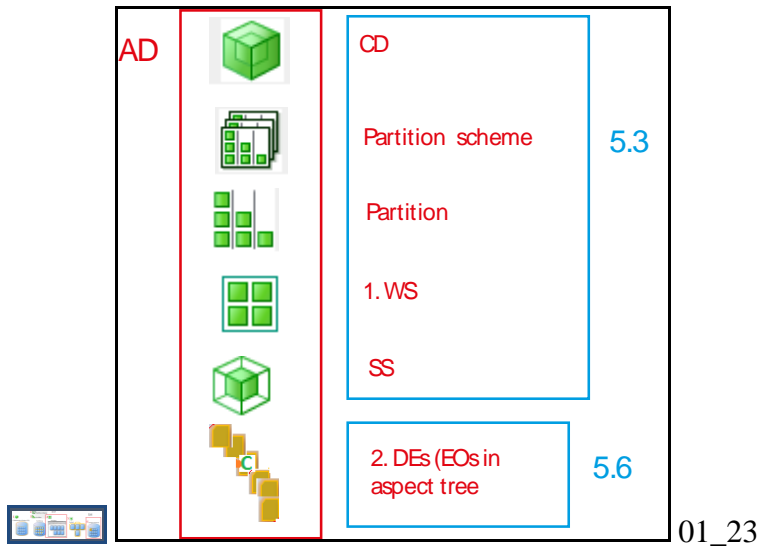 AD
CD
Partition scheme
5.3
Partition
1. WS
SS
C
2. DEs (EOs in
aspect tree
5.6
01_23